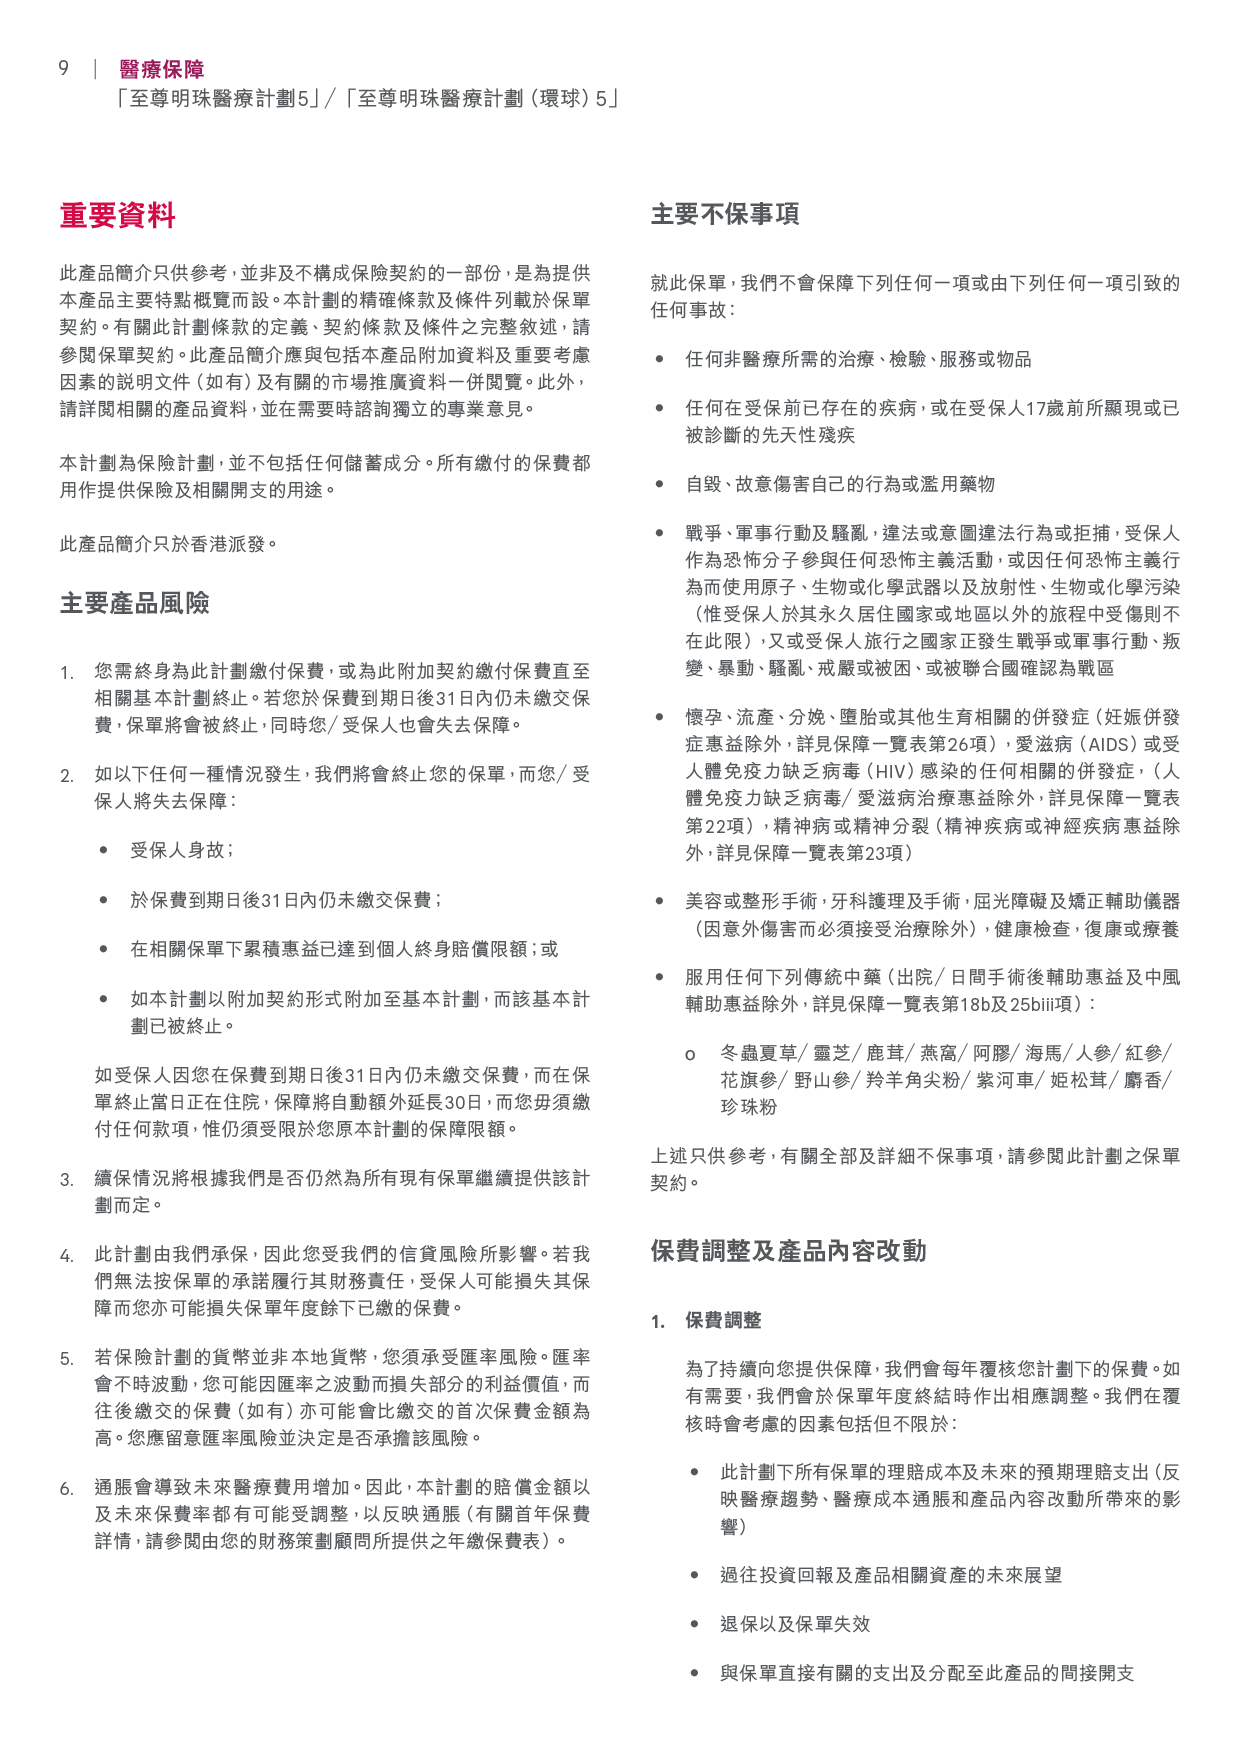 9 | 醫療保障
「至尊明珠醫療計劃5」/「至尊明珠醫療計劃（環球）5」
重要資料
此產品簡介只供參考，並非及不構成保險契約的一部份，是為提供
本產品主要特點概覽而設。本計劃的精確條款及條件列載於保單
契約。有關此計劃條款的定義、契約條款及條件之完整敘述，請
參閱保單契約。此產品簡介應與包括本產品附加資料及重要考慮
因素的說明文件（如有）及有關的市場推廣資料一併閱覽。此外，
請詳閱相關的產品資料，並在需要時諮詢獨立的專業意見。
本計劃為保險計劃，並不包括任何儲蓄成分。所有繳付的保費都
用作提供保險及相關開支的用途。
此產品簡介只於香港派發。
主要產品風險
1. 您需終身為此計劃繳付保費，或為此附加契約繳付保費直至
相關基本計劃終止。若您於保費到期日後31日內仍未繳交保
費，保單將會被終止，同時您/ 受保人也會失去保障。
2. 如以下任何一種情況發生，我們將會終止您的保單，而您/ 受
保人將失去保障：
• 受保人身故；
• 於保費到期日後31日內仍未繳交保費；
• 在相關保單下累積惠益已達到個人終身賠償限額；或
• 如本計劃以附加契約形式附加至基本計劃，而該基本計
劃已被終止。
如受保人因您在保費到期日後31日內仍未繳交保費，而在保
單終止當日正在住院，保障將自動額外延長30日，而您毋須繳
付任何款項，惟仍須受限於您原本計劃的保障限額。
3. 續保情況將根據我們是否仍然為所有現有保單繼續提供該計
劃而定。
4. 此計劃由我們承保，因此您受我們的信貸風險所影響。若我
們無法按保單的承諾履行其財務責任，受保人可能損失其保
障而您亦可能損失保單年度餘下已繳的保費。
5. 若保險計劃的貨幣並非本地貨幣，您須承受匯率風險。匯率
會不時波動，您可能因匯率之波動而損失部分的利益價值，而
往後繳交的保費（如有）亦可能會比繳交的首次保費金額為
高。您應留意匯率風險並決定是否承擔該風險。
6. 通脹會導致未來醫療費用增加。因此，本計劃的賠償金額以
及未來保費率都有可能受調整，以反映通脹（有關首年保費
詳情，請參閱由您的財務策劃顧問所提供之年繳保費表）。
主要不保事項
就此保單，我們不會保障下列任何一項或由下列任何一項引致的
任何事故：
• 任何非醫療所需的治療、檢驗、服務或物品
• 任何在受保前已存在的疾病，或在受保人17歲前所顯現或已
被診斷的先天性殘疾
• 自毀、故意傷害自己的行為或濫用藥物
• 戰爭、軍事行動及騷亂，違法或意圖違法行為或拒捕，受保人
作為恐怖分子參與任何恐怖主義活動，或因任何恐怖主義行
為而使用原子、生物或化學武器以及放射性、生物或化學污染
（惟受保人於其永久居住國家或地區以外的旅程中受傷則不
在此限），又或受保人旅行之國家正發生戰爭或軍事行動、叛
變、暴動、騷亂、戒嚴或被困、或被聯合國確認為戰區
• 懷孕、流產、分娩、墮胎或其他生育相關的併發症（妊娠併發
症惠益除外，詳見保障一覽表第26項），愛滋病（AIDS）或受
人體免疫力缺乏病毒（HIV）感染的任何相關的併發症，（人
體免疫力缺乏病毒/ 愛滋病治療惠益除外，詳見保障一覽表
第22項），精神病或精神分裂（精神疾病或神經疾病惠益除
外，詳見保障一覽表第23項）
• 美容或整形手術，牙科護理及手術，屈光障礙及矯正輔助儀器
（因意外傷害而必須接受治療除外），健康檢查，復康或療養
• 服用任何下列傳統中藥（出院/ 日間手術後輔助惠益及中風
輔助惠益除外，詳見保障一覽表第18b及25biii項）：
o 冬蟲夏草/ 靈芝/ 鹿茸/ 燕窩/ 阿膠/ 海馬/ 人參/ 紅參/
花旗參/ 野山參/ 羚羊角尖粉/ 紫河車/ 姬松茸/ 麝香/
珍珠粉
上述只供參考，有關全部及詳細不保事項，請參閱此計劃之保單
契約。
保費調整及產品內容改動
1. 保費調整
為了持續向您提供保障，我們會每年覆核您計劃下的保費。如
有需要，我們會於保單年度終結時作出相應調整。我們在覆
核時會考慮的因素包括但不限於：
• 此計劃下所有保單的理賠成本及未來的預期理賠支出（反
映醫療趨勢、醫療成本通脹和產品內容改動所帶來的影
響）
• 過往投資回報及產品相關資產的未來展望
• 退保以及保單失效
• 與保單直接有關的支出及分配至此產品的間接開支